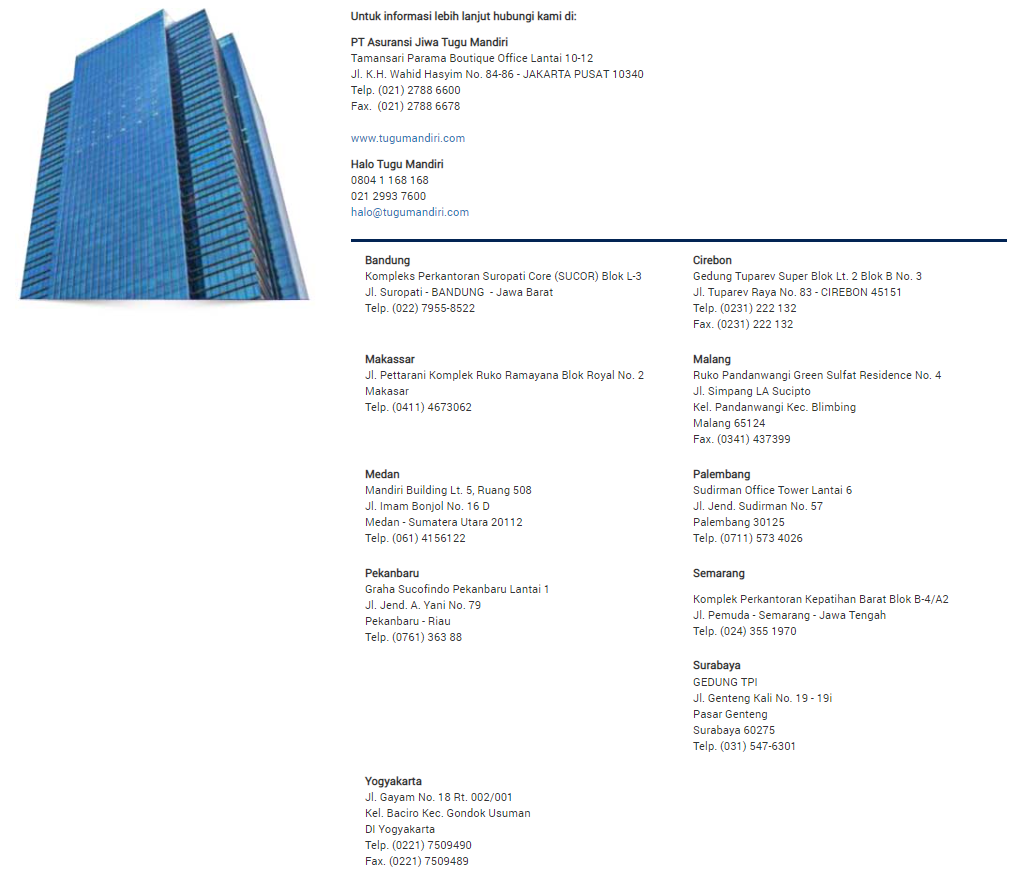 Untuk informasi lebih lanjut hubungi kami di:
PT Asuransi Jiwa Tugu Mandiri
Tamansari Parama Boutique Office Lantai 10-12
Jl. K.H. Wahid Hasyim No. 84-86 - JAKARTA PUSAT 10340
Telp. (021) 2788 6600
Fax.  (021) 2788 6678
www.tugumandiri.com
Halo Tugu Mandiri
0804 1 168 168
021 2993 7600
halo@tugumandiri.com
Bandung
Kompleks Perkantoran Suropati Core (SUCOR) Blok L-3
Jl. Suropati - BANDUNG  - Jawa Barat
Telp. (022) 7955-8522
Cirebon
Gedung Tuparev Super Blok Lt. 2 Blok B No. 3
Jl. Tuparev Raya No. 83 - CIREBON 45151
Telp. (0231) 222 132
Fax. (0231) 222 132
Makassar
Jl. Pettarani Komplek Ruko Ramayana Blok Royal No. 2
Makasar
Telp. (0411) 4673062
Malang
Ruko Pandanwangi Green Sulfat Residence No. 4
Jl. Simpang LA Sucipto
Kel. Pandanwangi Kec. Blimbing
Malang 65124
Fax. (0341) 437399
Medan
Mandiri Building Lt. 5, Ruang 508
Jl. Imam Bonjol No. 16 D
Medan - Sumatera Utara 20112
Telp. (061) 4156122
Palembang
Sudirman Office Tower Lantai 6
Jl. Jend. Sudirman No. 57
Palembang 30125
Telp. (0711) 573 4026
Pekanbaru
Graha Sucofindo Pekanbaru Lantai 1
Jl. Jend. A. Yani No. 79
Pekanbaru - Riau
Telp. (0761) 363 88
Semarang
Komplek Perkantoran Kepatihan Barat Blok B-4/A2
Jl. Pemuda - Semarang - Jawa Tengah
Telp. (024) 355 1970
Surabaya
GEDUNG TPI
Jl. Genteng Kali No. 19 - 19i
Pasar Genteng
Surabaya 60275
Telp. (031) 547-6301
Yogyakarta
Jl. Gayam No. 18 Rt. 002/001
Kel. Baciro Kec. Gondok Usuman
DI Yogyakarta
Telp. (0221) 7509490
Fax. (0221) 7509489